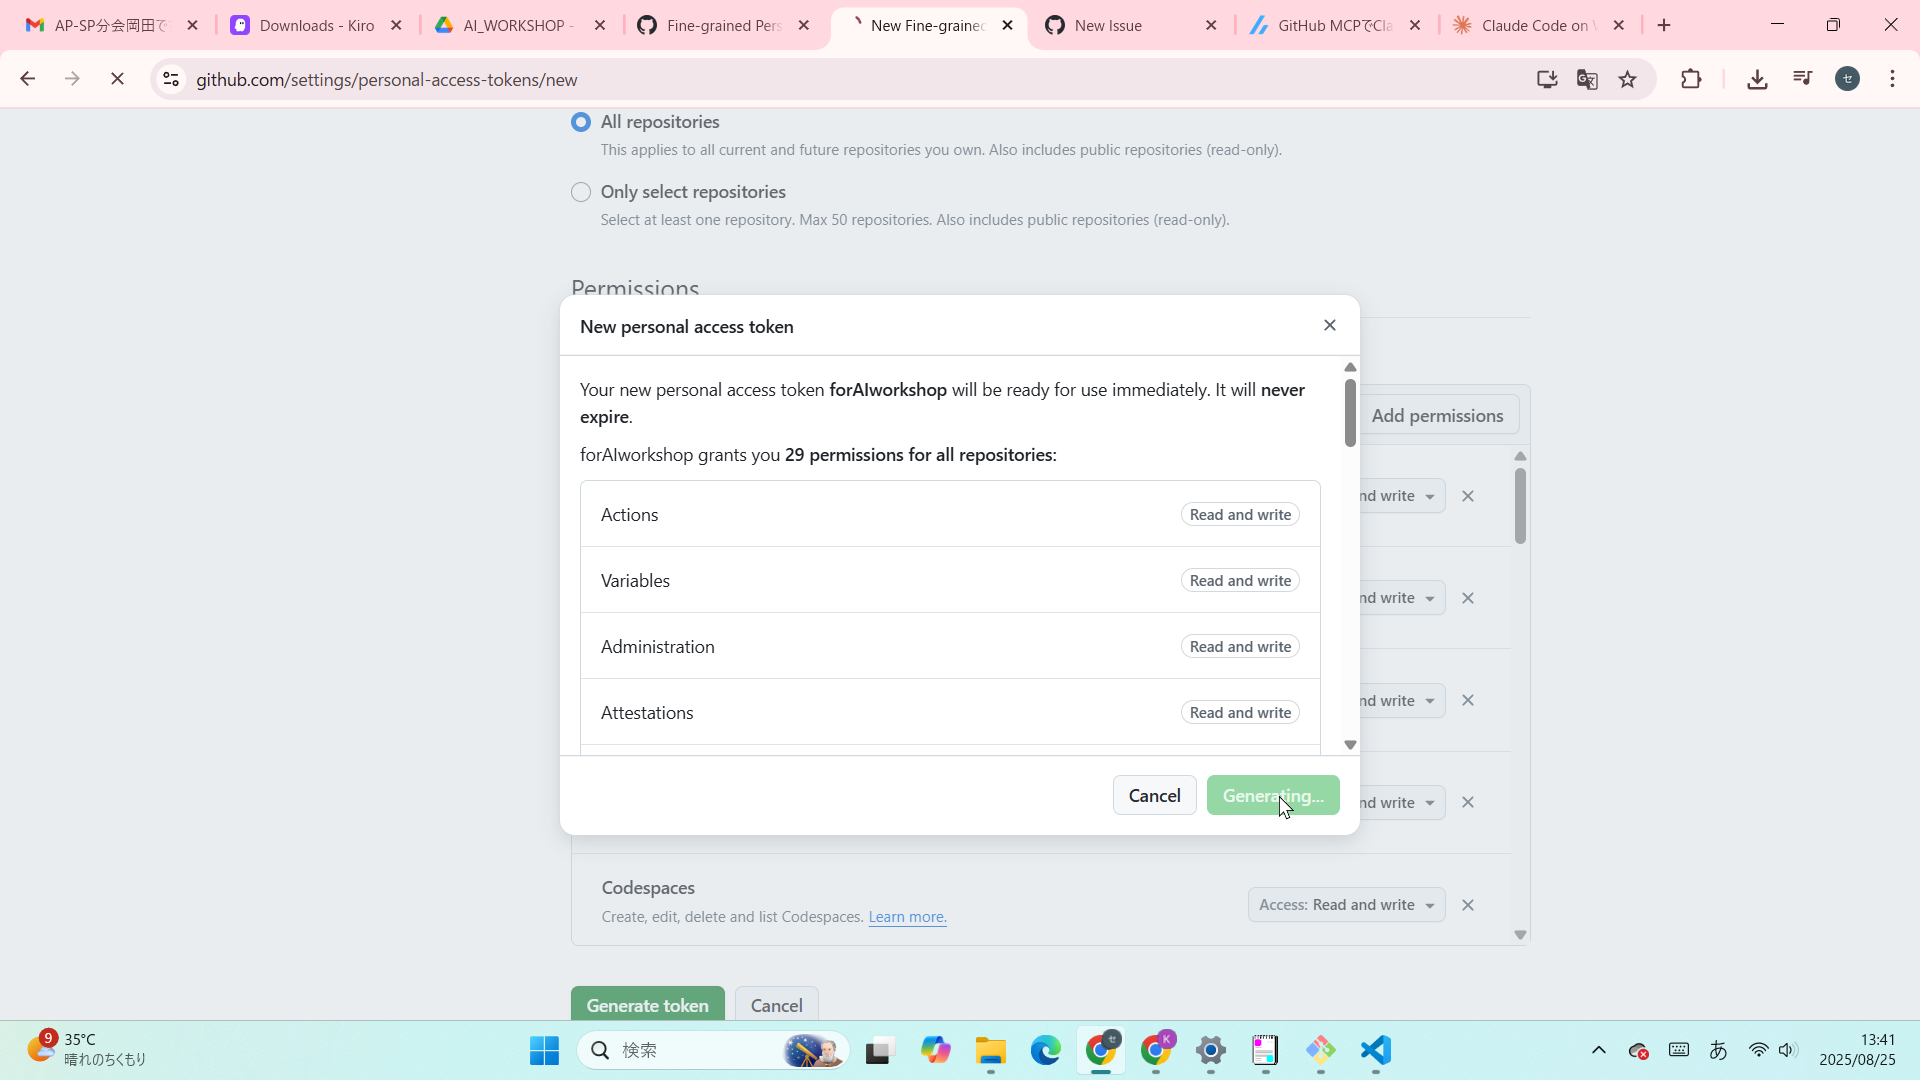 AP-SP分会岡田で
Downloads - Kiro
AI_WORKSHOP -
Fine-grained Pers
New Fine-grained
New Issue
GitHub MCPでCla
Claude Code on
github.com/settings/personal-access-tokens/new
セ
All repositories
This applies to all current and future repositories you own. Also includes public repositories (read-only).
Only select repositories
Select at least one repository. Max 50 repositories. Also includes public repositories (read-only).
Permissions
New personal access token
Your new personal access token forAIworkshop will be ready for use immediately. It will never
expire.
forAIworkshop grants you 29 permissions for all repositories:
Add permissions
Actions
Read and write
nd write
Variables
Read and write
nd write
Administration
Read and write
nd write
Attestations
Read and write
Cancel
Generating...
nd write
Codespaces
Create, edit, delete and list Codespaces. Learn more.
Access: Read and write
Generate token
Cancel
9
35°C
晴れのちくもり
検索
セ
K
あ
13:41
2025/08/25